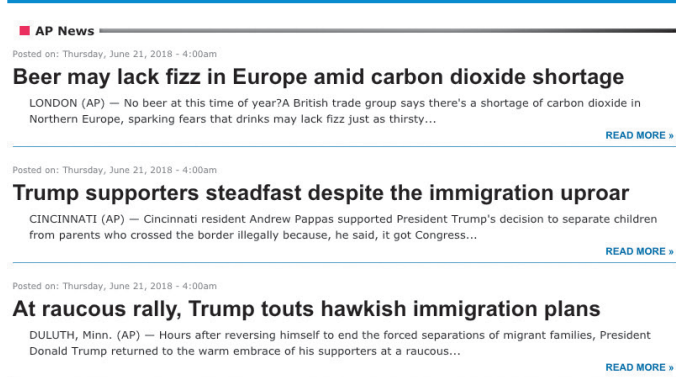 AP News
Posted on: Thursday, June 21, 2018 - 4:00am
Beer may lack fizz in Europe amid carbon dioxide shortage
LONDON (AP) — No beer at this time of year?A British trade group says there's a shortage of carbon dioxide in
Northern Europe, sparking fears that drinks may lack fizz just as thirsty...
READ MORE »
Posted on: Thursday, June 21, 2018 - 4:00am
Trump supporters steadfast despite the immigration uproar
CINCINNATI (AP) — Cincinnati resident Andrew Pappas supported President Trump's decision to separate children
from parents who crossed the border illegally because, he said, it got Congress...
READ MORE »
Posted on: Thursday, June 21, 2018 - 4:00am
At raucous rally, Trump touts hawkish immigration plans
DULUTH, Minn. (AP) — Hours after reversing himself to end the forced separations of migrant families, President
Donald Trump returned to the warm embrace of his supporters at a raucous...
READ MORE »